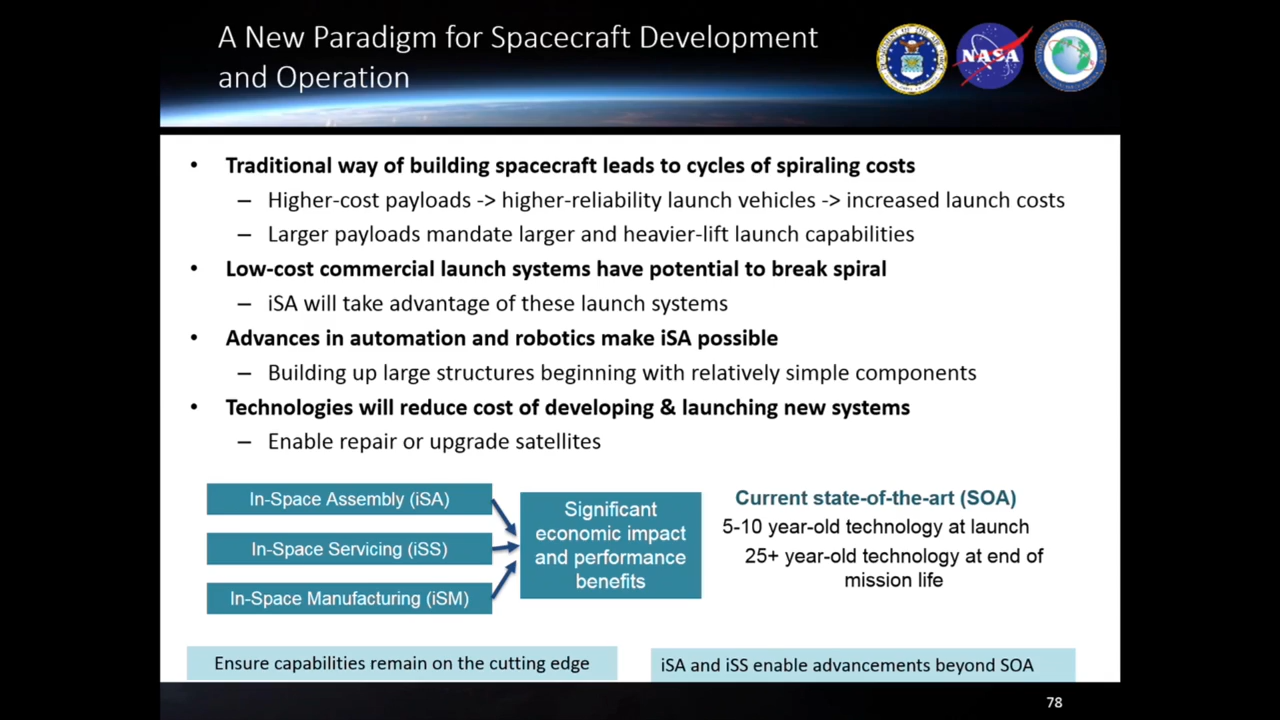 A New Paradigm for Spacecraft Development
and Operation
NASA
• Traditional way of building spacecraft leads to cycles of spiraling costs
– Higher-cost payloads -> higher-reliability launch vehicles -> increased launch costs
– Larger payloads mandate larger and heavier-lift launch capabilities
• Low-cost commercial launch systems have potential to break spiral
– iSA will take advantage of these launch systems
• Advances in automation and robotics make iSA possible
– Building up large structures beginning with relatively simple components
• Technologies will reduce cost of developing & launching new systems
– Enable repair or upgrade satellites
In-Space Assembly (iSA)
In-Space Servicing (iSS)
In-Space Manufacturing (iSM)
Significant
economic impact
and performance
benefits
Current state-of-the-art (SOA)
5-10 year-old technology at launch
25+ year-old technology at end of
mission life
Ensure capabilities remain on the cutting edge
iSA and iSS enable advancements beyond SOA
78